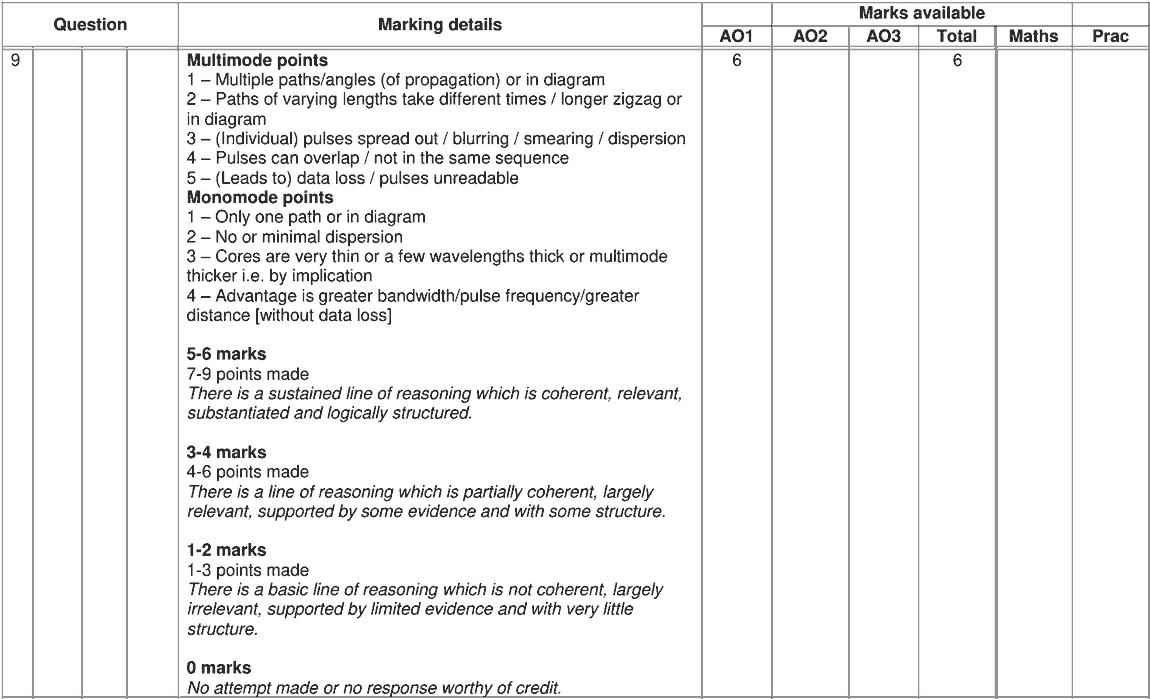 Question
Marking details
Marks available
AO1
AO2
AO3
Total
Maths
Prac
9
Multimode points
6
6
1 – Multiple paths/angles (of propagation) or in diagram
2 – Paths of varying lengths take different times / longer zigzag or
in diagram
3 – (Individual) pulses spread out / blurring / smearing / dispersion
4 – Pulses can overlap / not in the same sequence
5 – (Leads to) data loss / pulses unreadable
Monomode points
1 – Only one path or in diagram
2 – No or minimal dispersion
3 – Cores are very thin or a few wavelengths thick or multimode
thicker i.e. by implication
4 – Advantage is greater bandwidth/pulse frequency/greater
distance [without data loss]
5-6 marks
7-9 points made
There is a sustained line of reasoning which is coherent, relevant,
substantiated and logically structured.
3-4 marks
4-6 points made
There is a line of reasoning which is partially coherent, largely
relevant, supported by some evidence and with some structure.
1-2 marks
1-3 points made
There is a basic line of reasoning which is not coherent, largely
irrelevant, supported by limited evidence and with very little
structure.
0 marks
No attempt made or no response worthy of credit.